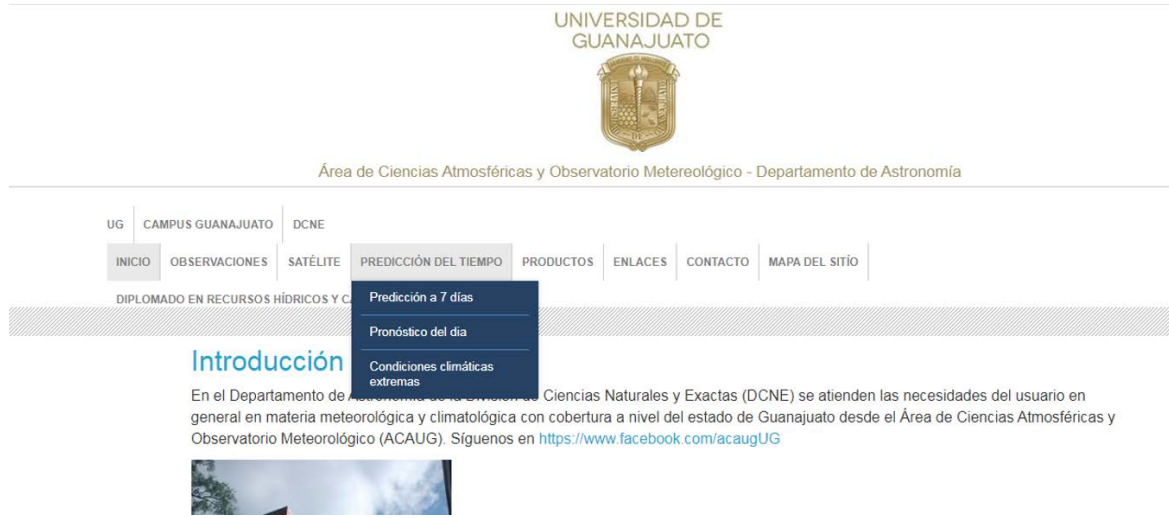 UNIVERSIDAD DE
GUANAJUATO
Área de Ciencias Atmosféricas y Observatorio Metereológico - Departamento de Astronomía
UG CAMPUS GUANAJUATO DCNE
INICIO OBSERVACIONES SATÉLITE PREDICCIÓN DEL TIEMPO PRODUCTOS ENLACES CONTACTO MAPA DEL SITÍO
DIPLOMADO EN RECURSOS HÍDRICOS Y
Predicción a 7 días
Pronóstico del dia
Condiciones climáticas
extremas
Introducción
En el Departamento de Ciencias Naturales y Exactas (DCNE) se atienden las necesidades del usuario en
general en materia meteorológica y climatológica con cobertura a nivel del estado de Guanajuato desde el Área de Ciencias Atmosféricas y
Observatorio Meteorológico (ACAUG). Síguenos en https://www.facebook.com/acaugUG